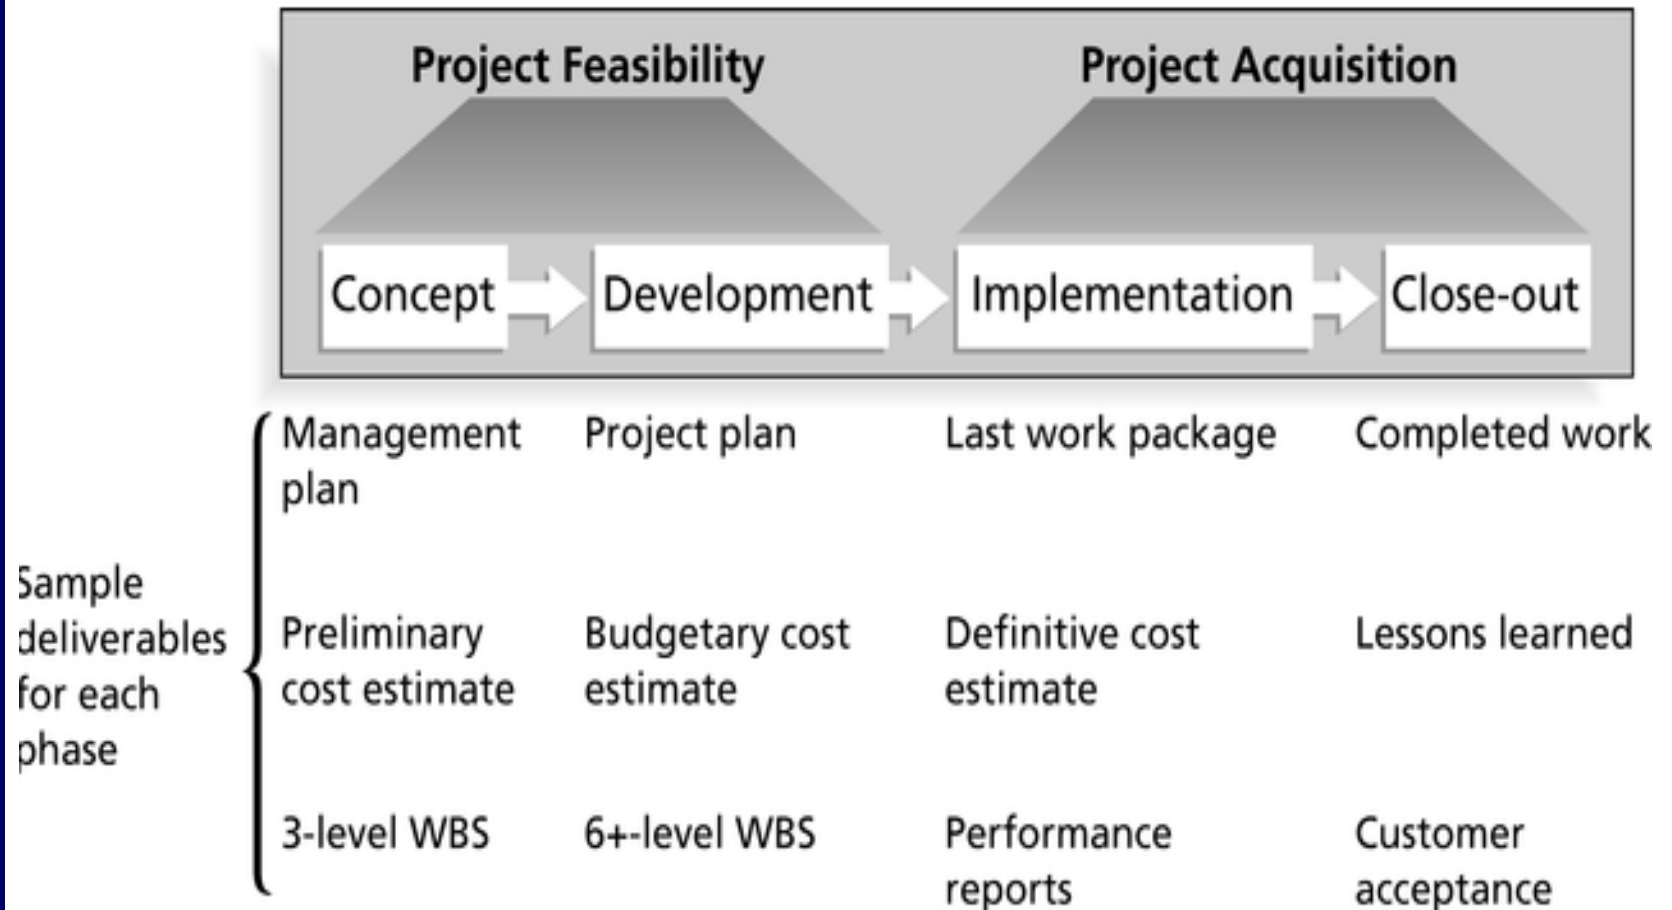 Project Feasibility
Project Acquisition
Concept
Development
Implementation
Close-out
Sample
deliverables
for each
phase
Management
plan
Project plan
Last work package
Completed work
Preliminary
cost estimate
Budgetary cost
estimate
Definitive cost
estimate
Lessons learned
3-level WBS
6+-level WBS
Performance
reports
Customer
acceptance